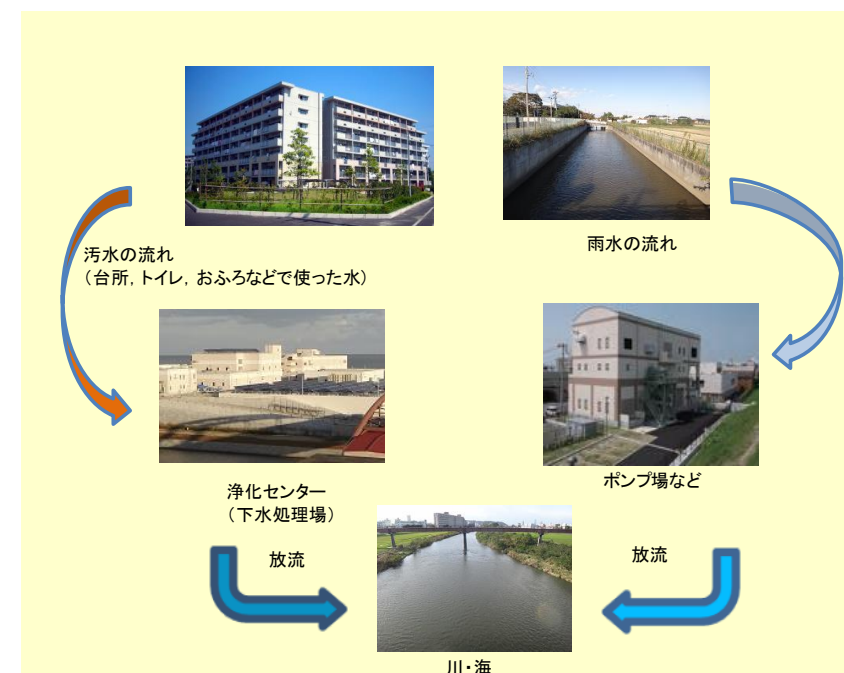 汚水の流れ
（台所，トイレ，おふろなどで使った水）
雨水の流れ
浄化センター
（下水処理場）
ポンプ場など
放流
放流
川・海